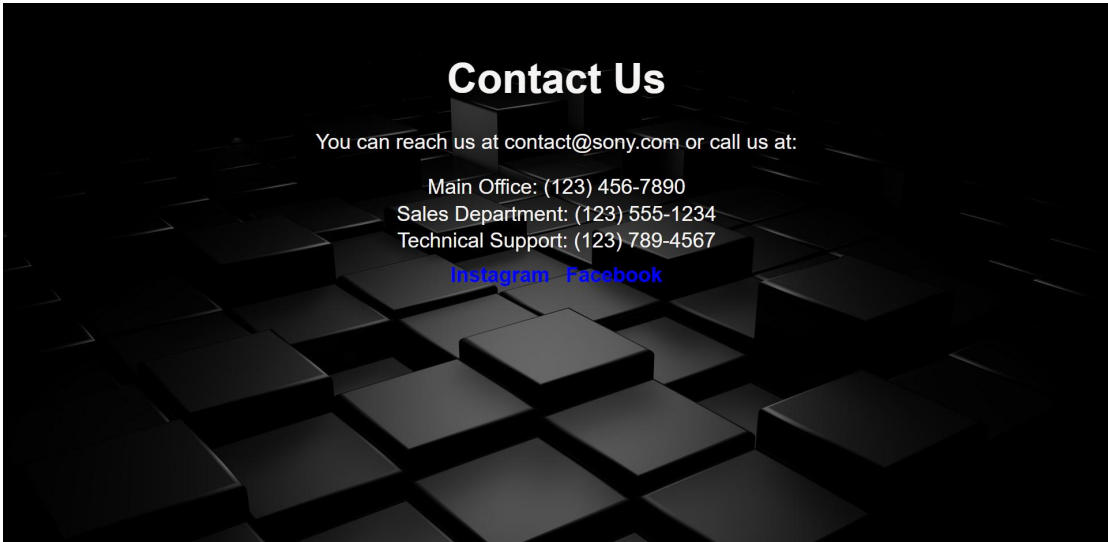 Contact Us
You can reach us at contact@sony.com or call us at:
Main Office: (123) 456-7890
Sales Department: (123) 555-1234
Technical Support: (123) 789-4567
Instagram Facebook